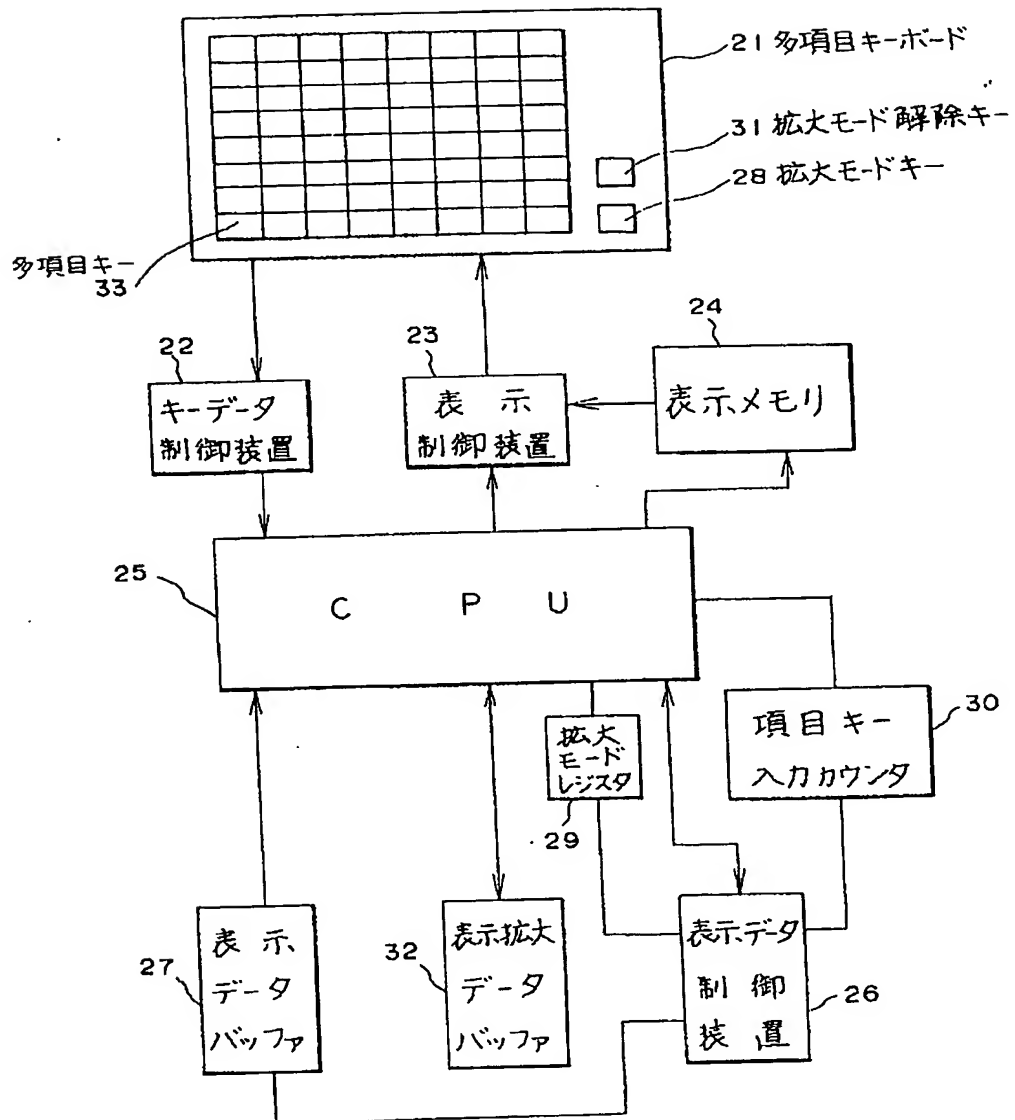 21 多項目キーボード
31 拡大モード解除キー
28 拡大モードキー
多項目キー
33
22
キーデータ
制御装置
23
表示
制御装置
24
表示メモリ
25
CPU
拡大
モード
レジスタ
29
項目キー
入力カウンタ
30
27
表示
データ
バッファ
32
表示拡大
データ
バッファ
表示データ
制御
装置
26